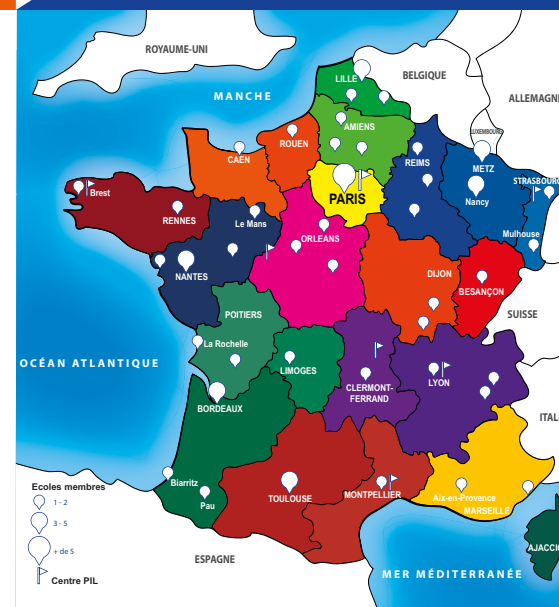 ROYAUME-UNI
BELGIQUE
LILLE
MANCHE
ALLEMAGNE
AMIENS
LUXEMBOURG
ROUEN
CAEN
REIMS
METZ
STRASBOURG
PARIS
Brest
Nancy
RENNES
Le Mans
ORLEANS
Mulhouse
NANTES
DIJON
BESANÇON
POITIERS
SUISSE
La Rochelle
OCÉAN ATLANTIQUE
LIMOGES
LYON
CLERMONT-
FERRAND
BORDEAUX
ITAL
Biarritz
Ecoles membres
1 - 2
Pau
TOULOUSE
MONTPELLIER
Aix-en-Provence
MARSEILLE
3 - 5
+ de 5
ESPAGNE
AJACCIO
Centre PIL
MER MÉDITERRANÉE